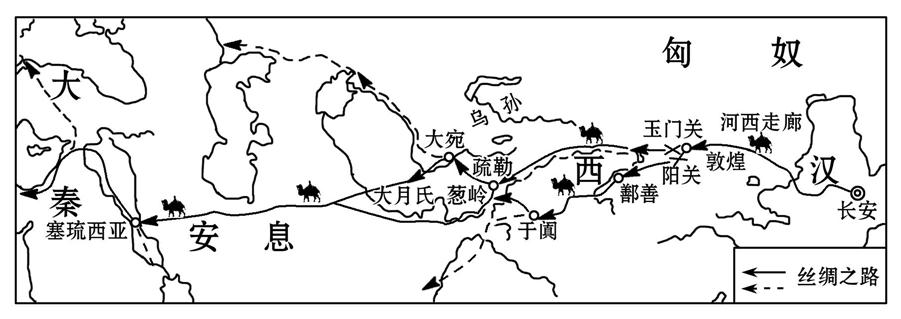 匈奴
大
秦
乌孙
大宛
疏勒
玉门关
河西走廊
敦煌
阳关
西
鄯善
汉
长安
大月氏
葱岭
于阗
塞琉西亚
安息
丝绸之路